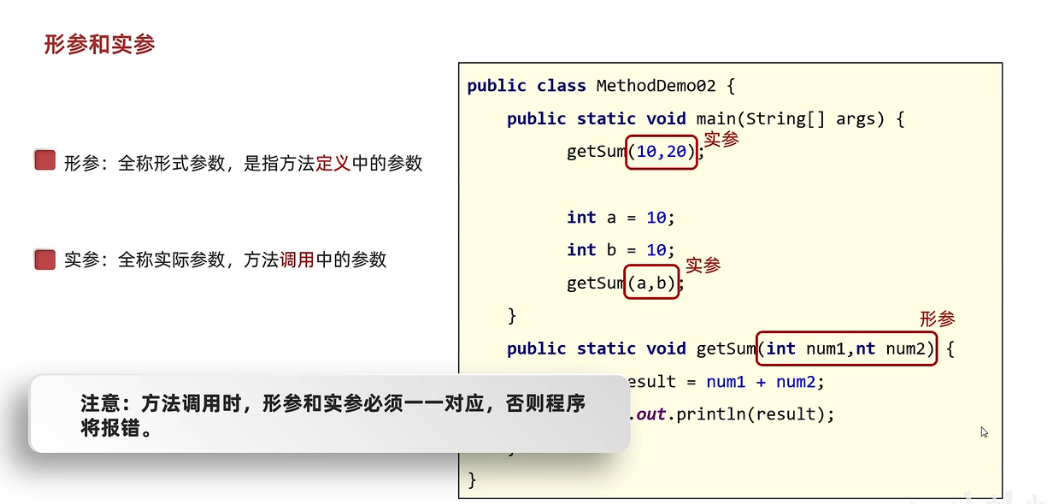 形参和实参
形参：全称形式参数，是指方法定义中的参数
实参：全称实际参数，方法调用中的参数
public class MethodDemo02 {
public static void main(String[] args) {
getSum(10,20);
实参
int a = 10;
int b = 10;
getSum(a,b);
实参
}
形参
public static void getSum(int num1,nt num2) {
esult = num1 + num2;
.out.println(result);
}
注意：方法调用时，形参和实参必须一一对应，否则程序
将报错。